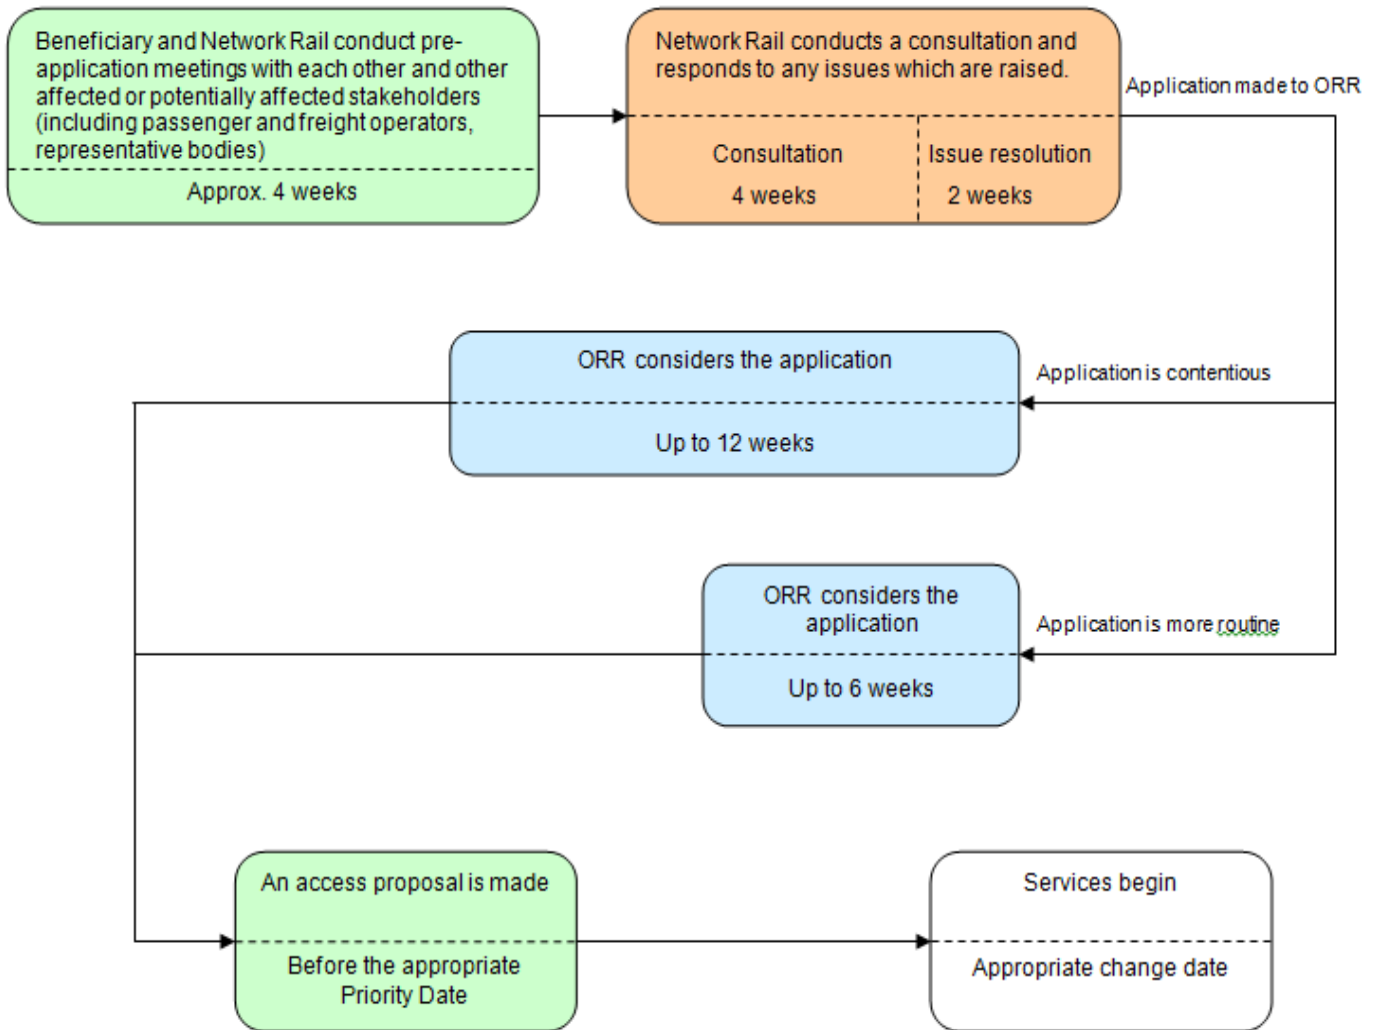 Beneficiary and Network Rail conduct pre-
application meetings with each other and other
affected or potentially affected stakeholders
(including passenger and freight operators,
representative bodies)
Approx. 4 weeks
Network Rail conducts a consultation and
responds to any issues which are raised.
Consultation
4 weeks
Issue resolution
2 weeks
Application made to ORR
ORR considers the application
Up to 12 weeks
Application is contentious
ORR considers the
application
Up to 6 weeks
Application is more routine
An access proposal is made
Before the appropriate
Priority Date
Services begin
Appropriate change date